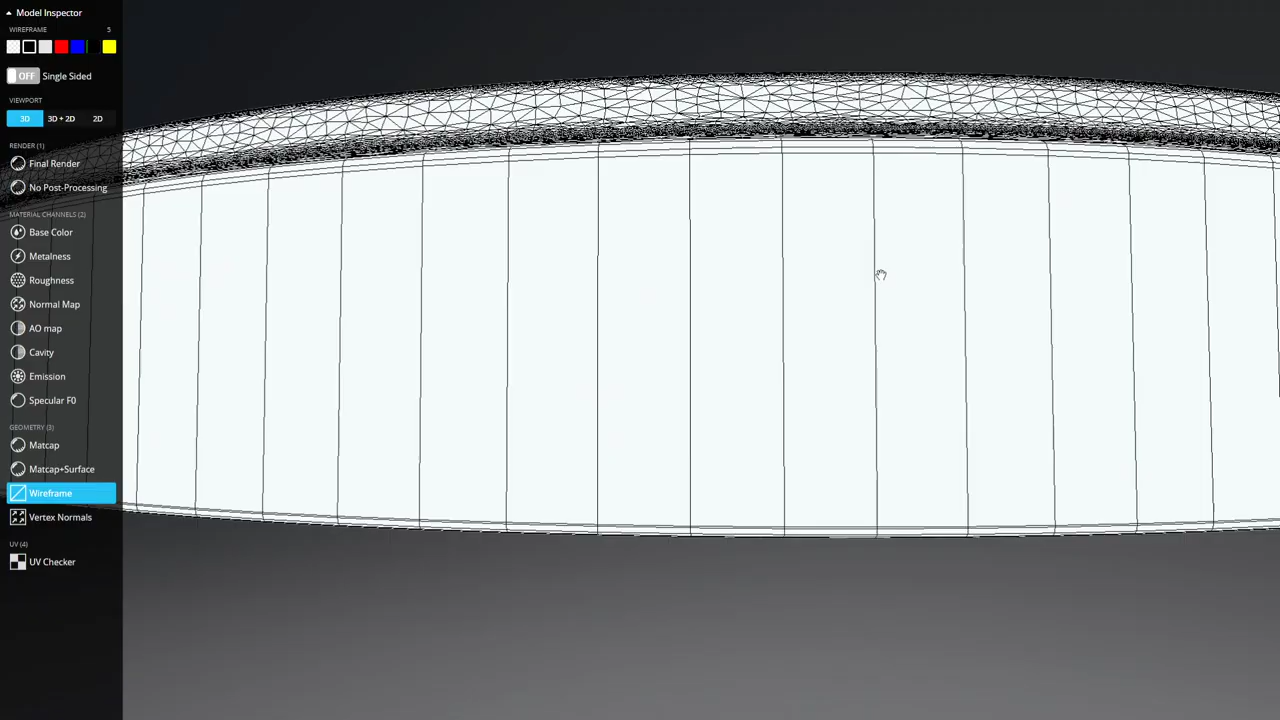 Model Inspector
WIREFRAME 5
OFF Single Sided
VIEWPORT
3D 3D + 2D 2D
RENDER (1)
Final Render
No Post-Processing
MATERIAL CHANNELS (2)
Base Color
Metalness
Roughness
Normal Map
AO map
Cavity
Emission
Specular F0
GEOMETRY (3)
Matcap
Matcap+Surface
Wireframe
Vertex Normals
UV (4)
UV Checker